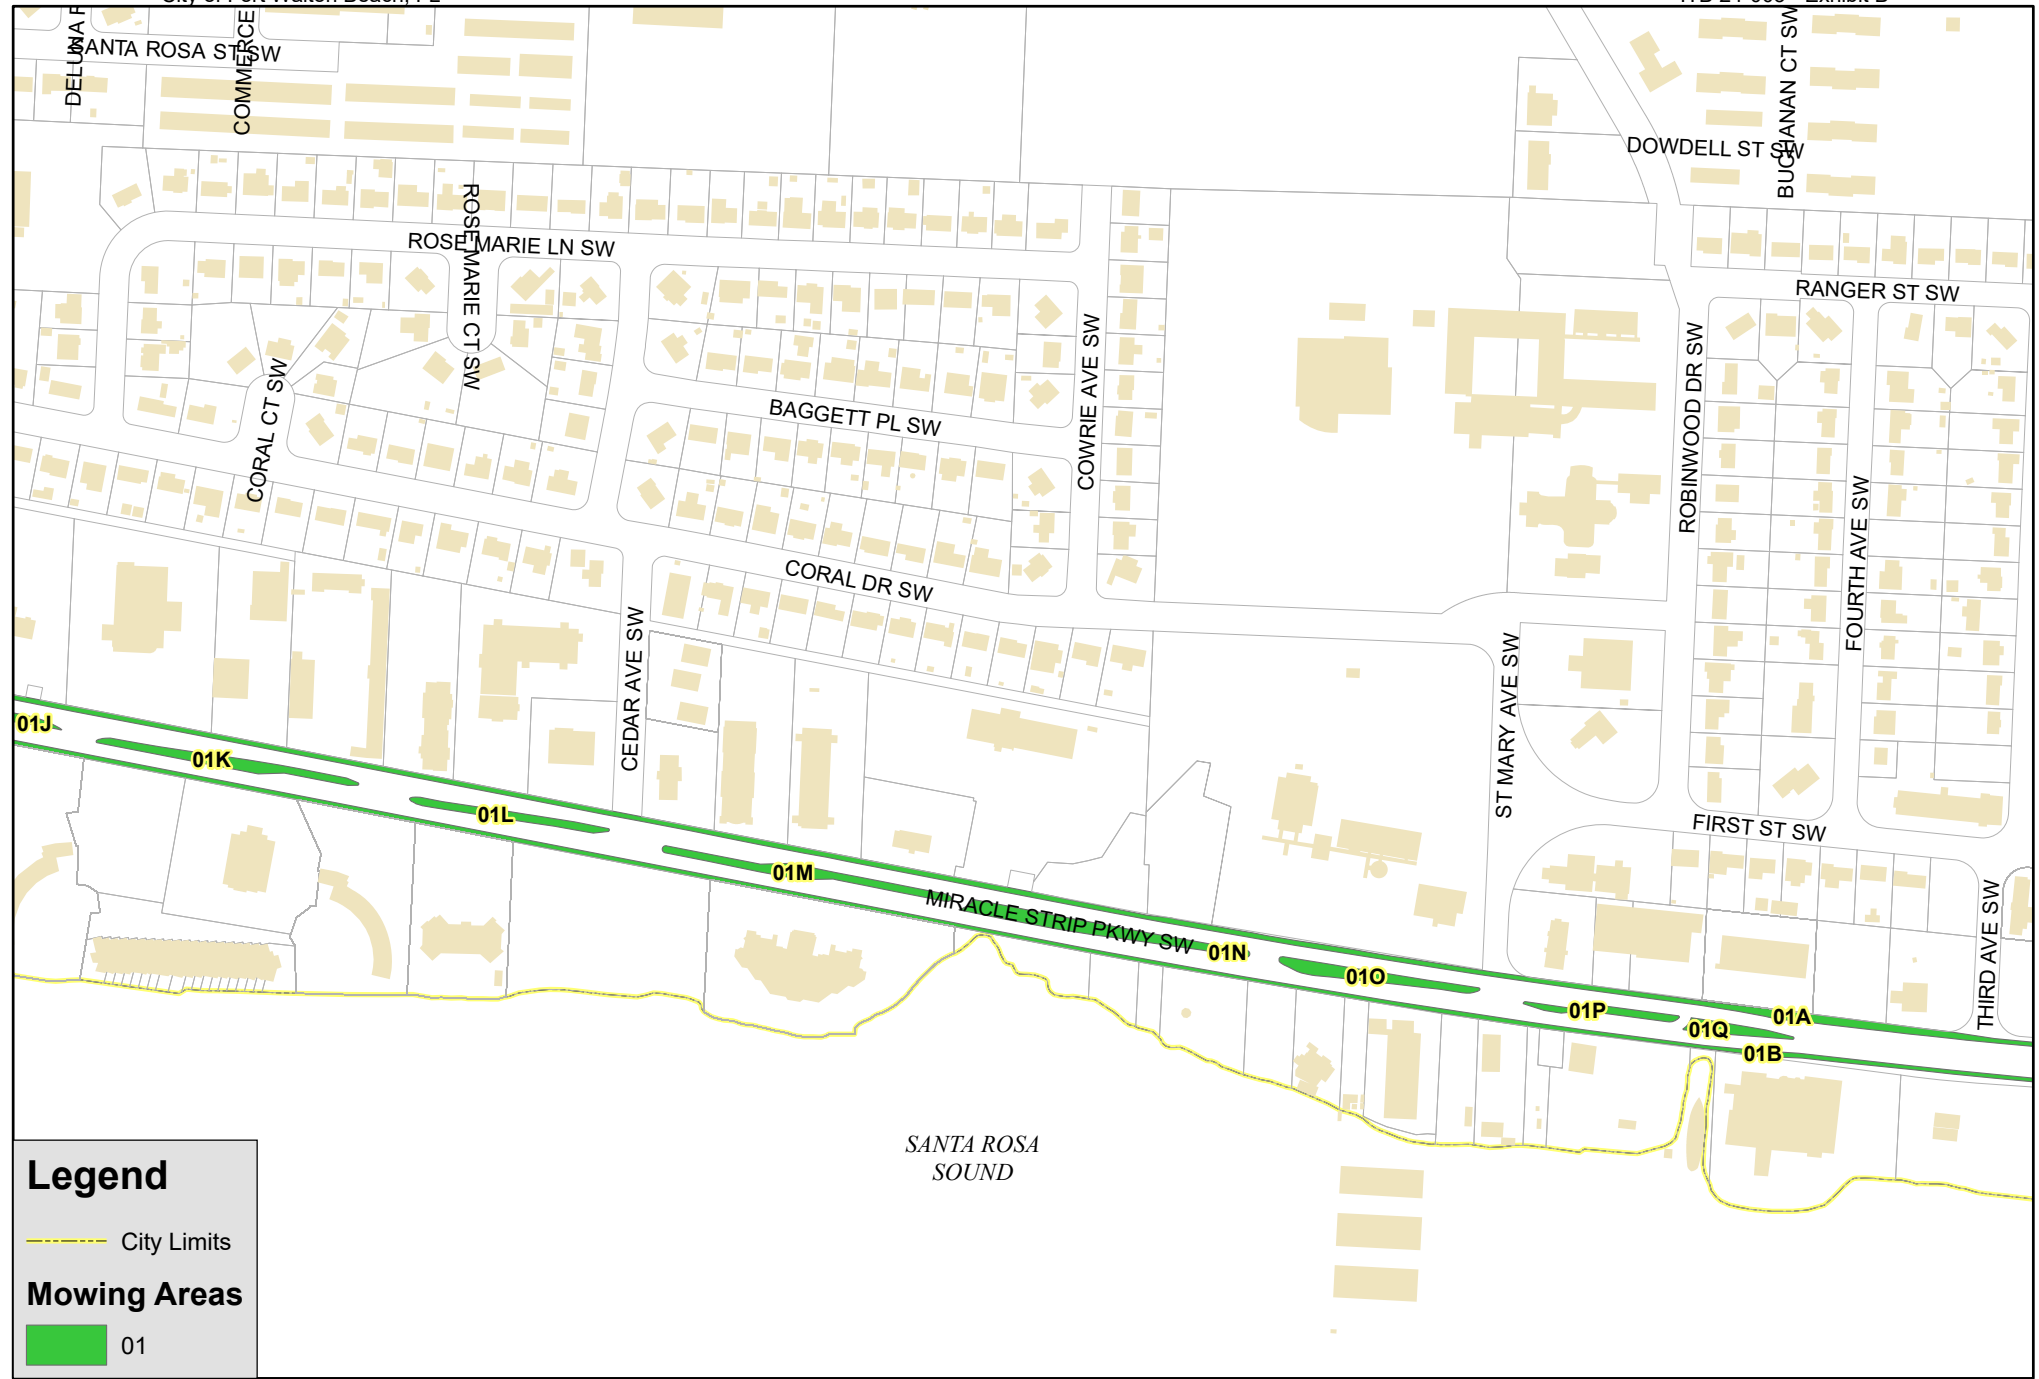 SANTA ROSA ST SW
COMMERCE
BUCHANAN CT SW
DOWDELL ST SW
ROSE MARIE LN SW
ROSE MARIE CT SW
RANGER ST SW
CORAL CT SW
BAGGETT PL SW
COWRIE AVE SW
ROBINWOOD DR SW
FOURTH AVE SW
CORAL DR SW
CEDAR AVE SW
ST MARY AVE SW
FIRST ST SW
THIRD AVE SW
01J
01K
01L
01M
MIRACLE STRIP PKWY SW
01N
01O
01P
01Q
01A
01B
SANTA ROSA
SOUND
Legend
City Limits
Mowing Areas
01